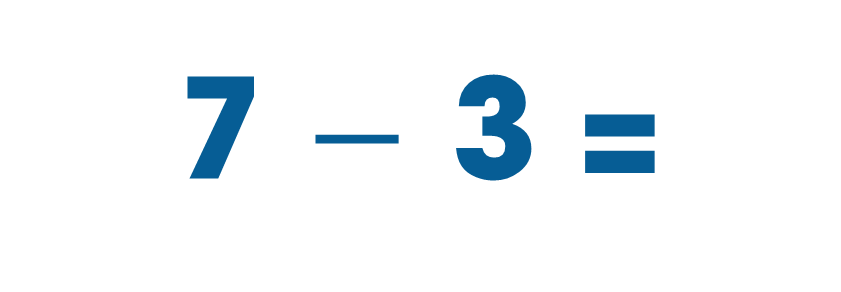 7 — 3 =